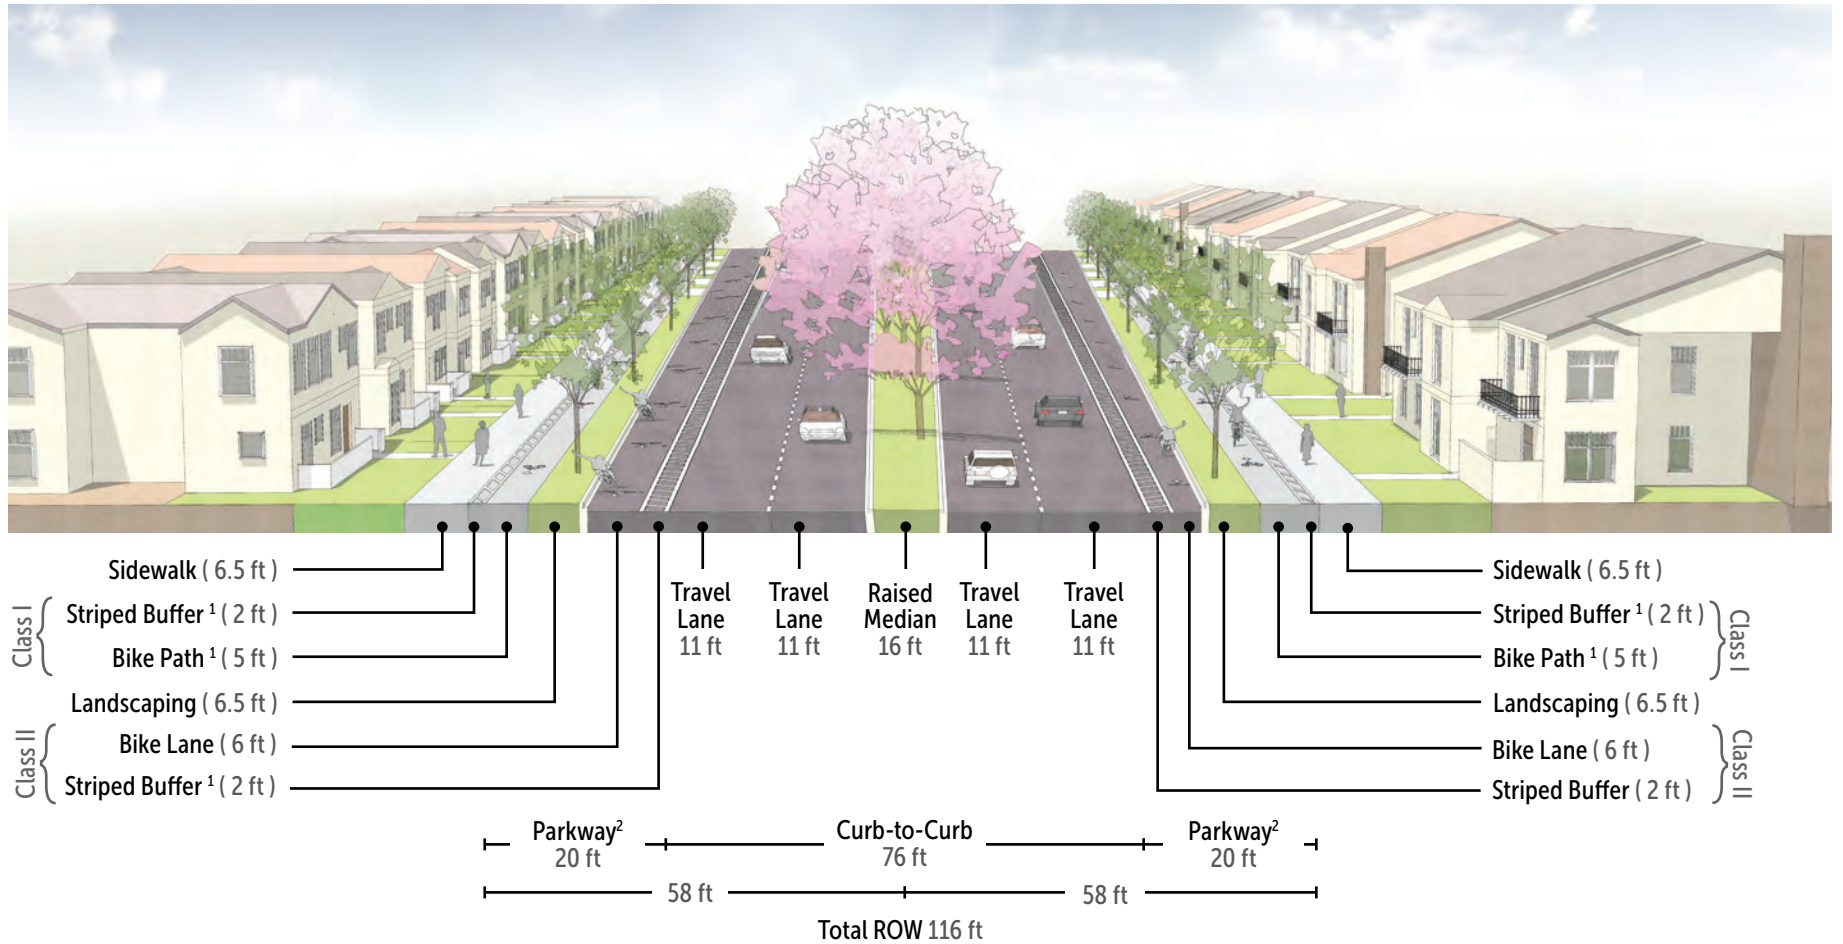 Sidewalk ( 6.5 ft )
Class I
Striped Buffer ¹ ( 2 ft )
Bike Path ¹ ( 5 ft )
Landscaping ( 6.5 ft )
Class II
Bike Lane ( 6 ft )
Striped Buffer ¹ ( 2 ft )
Travel
Lane
11 ft
Travel
Lane
11 ft
Raised
Median
16 ft
Travel
Lane
11 ft
Travel
Lane
11 ft
Sidewalk ( 6.5 ft )
Striped Buffer ¹ ( 2 ft )
Bike Path ¹ ( 5 ft )
Class I
Landscaping ( 6.5 ft )
Bike Lane ( 6 ft )
Striped Buffer ( 2 ft )
Class II
Parkway²
20 ft
Curb-to-Curb
76 ft
Parkway²
20 ft
58 ft
58 ft
Total ROW 116 ft